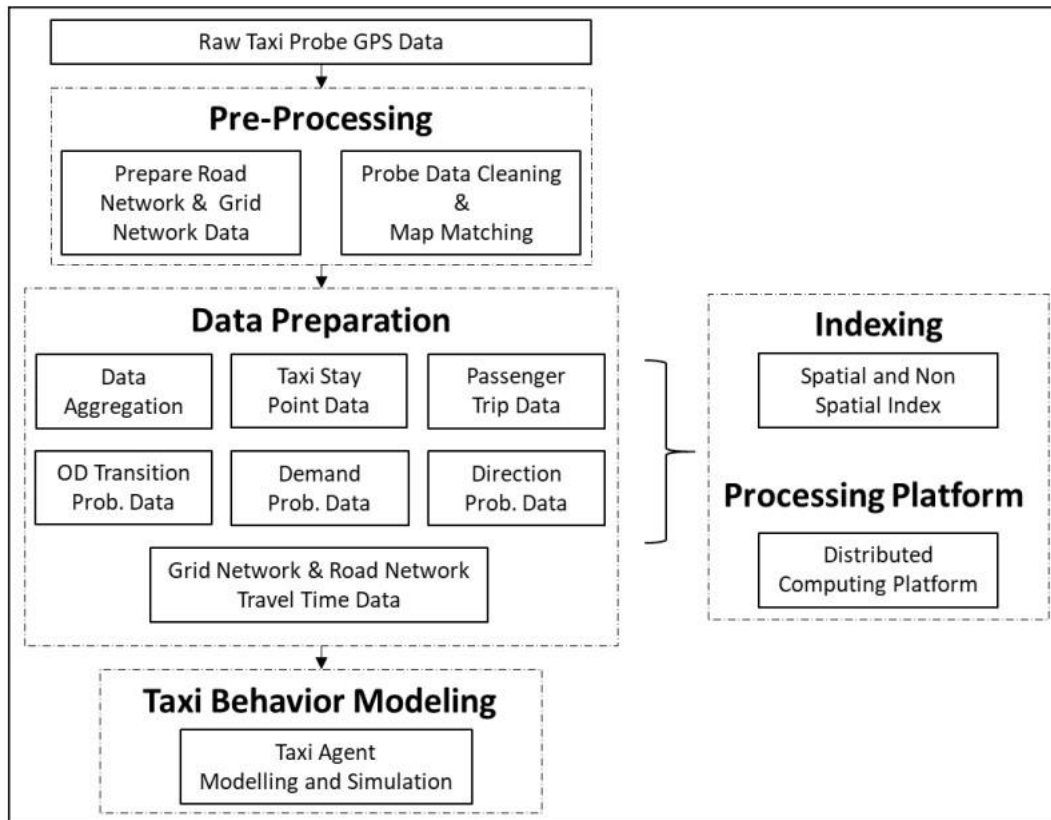 Raw Taxi Probe GPS Data
Pre-Processing
Prepare Road
Network & Grid
Network Data
Probe Data Cleaning
&
Map Matching
Data Preparation
Data
Aggregation
Taxi Stay
Point Data
Passenger
Trip Data
OD Transition
Prob. Data
Demand
Prob. Data
Direction
Prob. Data
Grid Network & Road Network
Travel Time Data
Indexing
Spatial and Non
Spatial Index
Processing Platform
Distributed
Computing Platform
Taxi Behavior Modeling
Taxi Agent
Modelling and Simulation